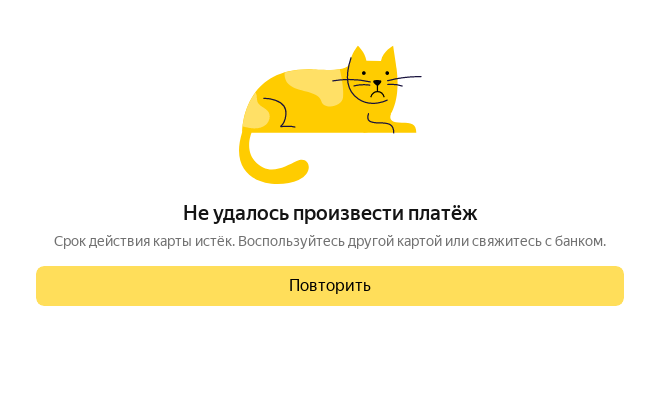 Не удалось произвести платёж
Срок действия карты истёк. Воспользуйтесь другой картой или свяжитесь с банком.
Повторить